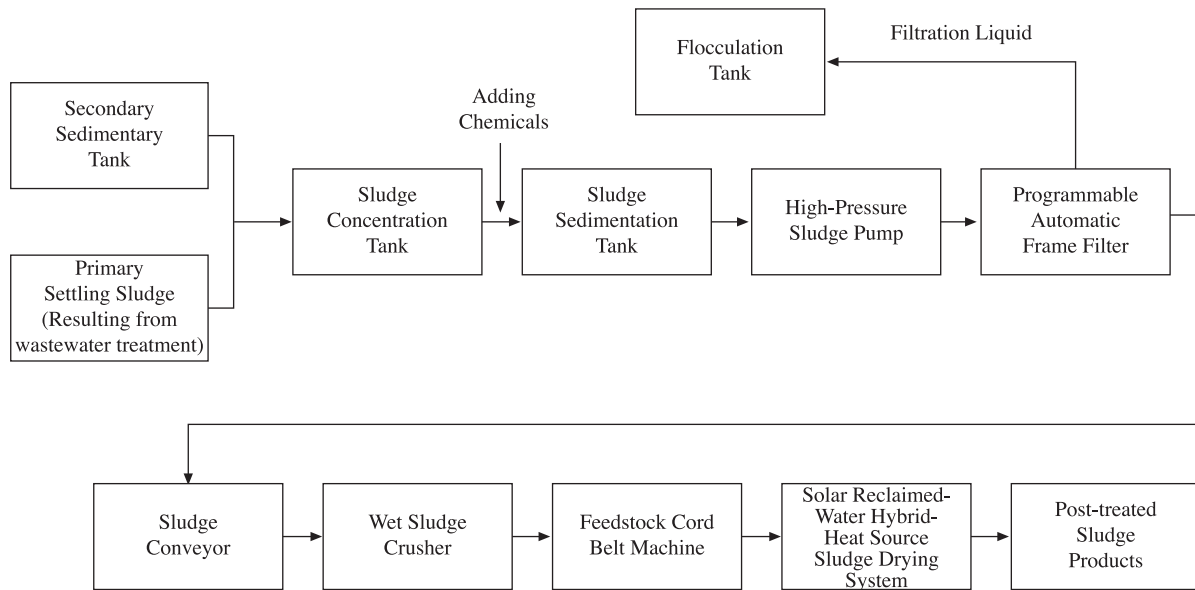 Filtration Liquid
Flocculation
Tank
Adding
Chemicals
Secondary
Sedimentary
Tank
Sludge
Concentration
Tank
Sludge
Sedimentation
Tank
High-Pressure
Sludge Pump
Programmable
Automatic
Frame Filter
Primary
Settling Sludge
(Resulting from
wastewater treatment)
Sludge
Conveyor
Wet Sludge
Crusher
Feedstock Cord
Belt Machine
Solar Reclaimed-
Water Hybrid-
Heat Source
Sludge Drying
System
Post-treated
Sludge
Products